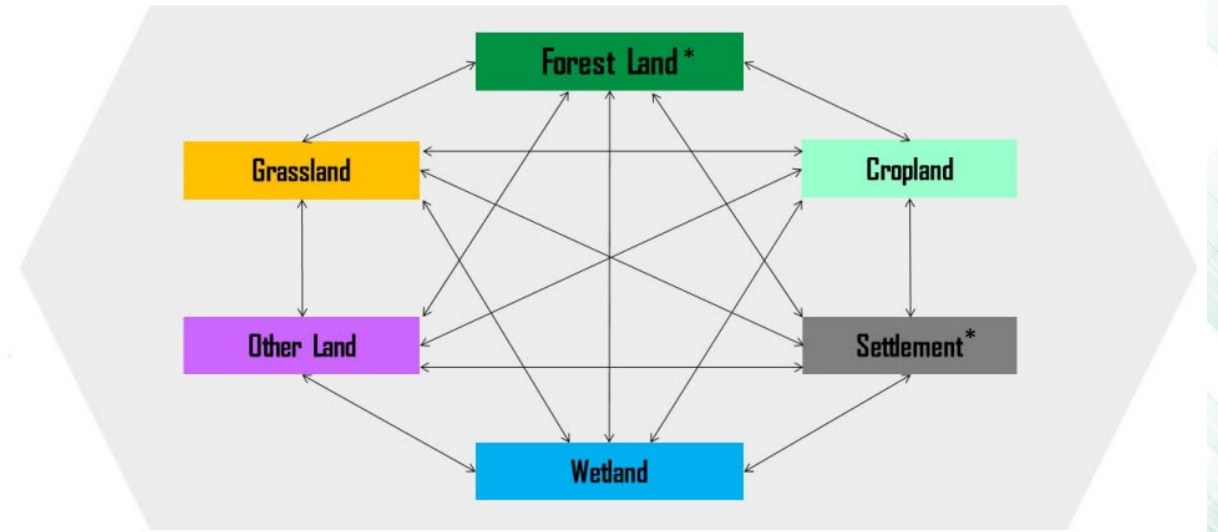 Forest Land*
Grassland
Cropland
Other Land
Settlement*
Wetland